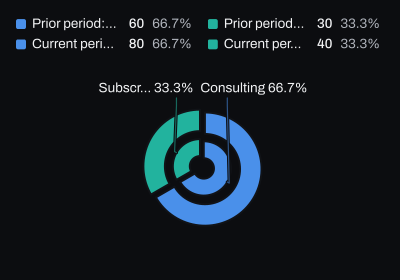 Prior period:... 60 66.7% Prior period... 30 33.3%
Current peri... 80 66.7% Current per... 40 33.3%
Subscr... 33.3% Consulting 66.7%